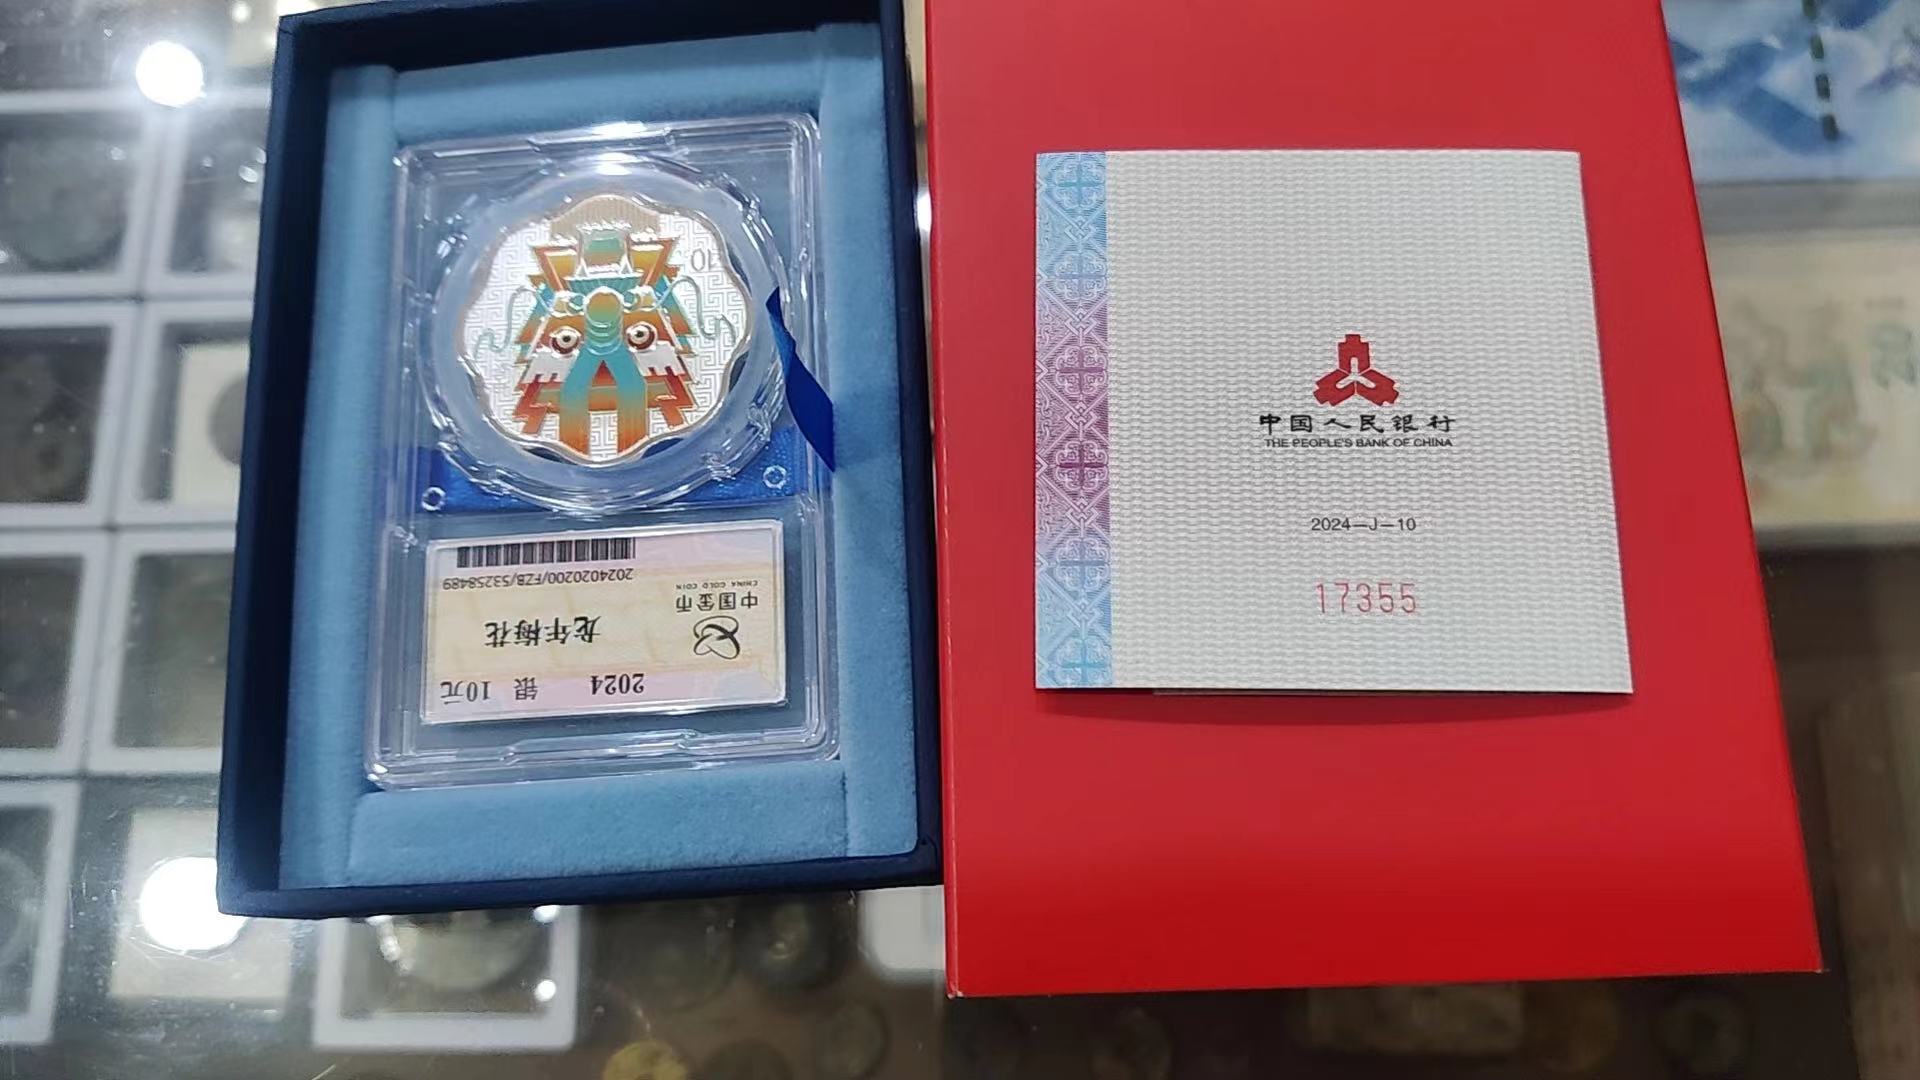 10
2024020200/FZB/53258489
CHINA GOLD COIN
中国金币
龙年梅花
2024 银 10元
中国人民银行
THE PEOPLE'S BANK OF CHINA
2024—J—10
17355